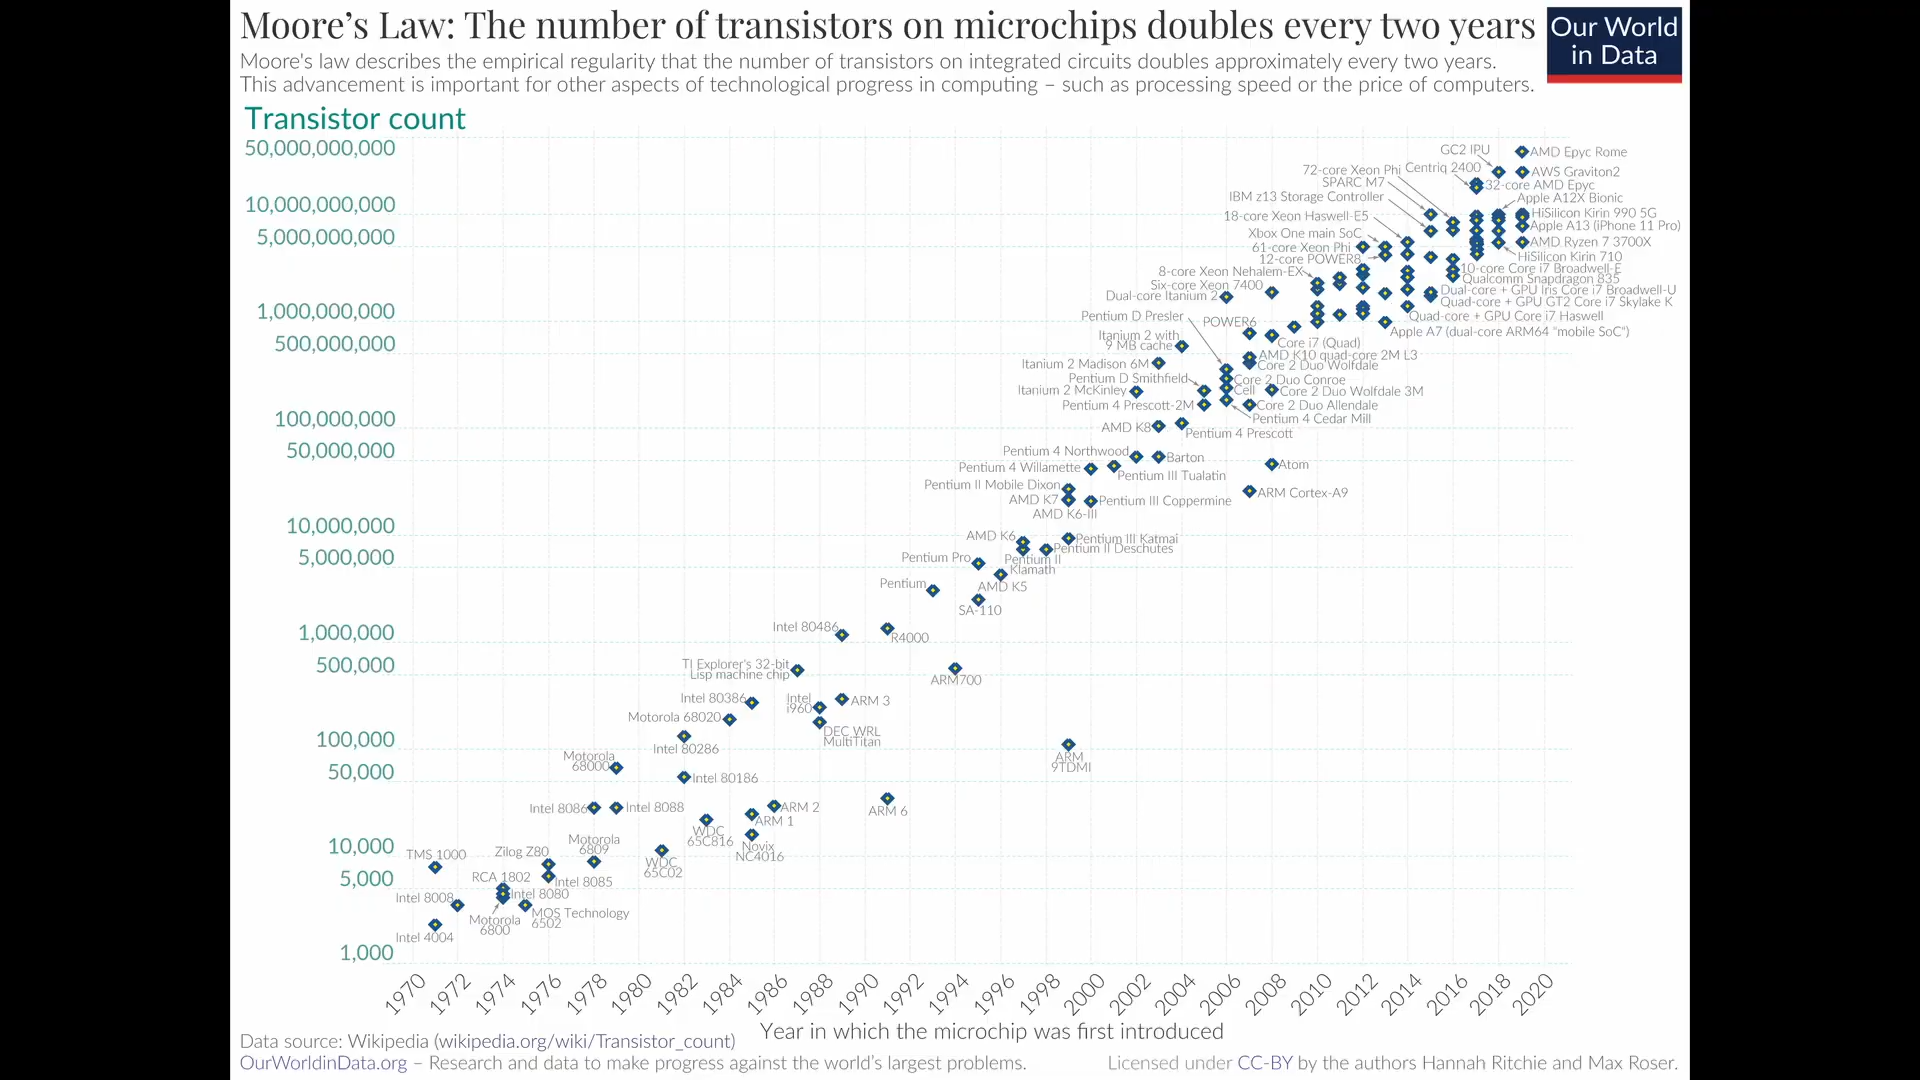 Moore's Law: The number of transistors on microchips doubles every two years
Our World
in Data
Moore's law describes the empirical regularity that the number of transistors on integrated circuits doubles approximately every two years.
This advancement is important for other aspects of technological progress in computing – such as processing speed or the price of computers.
Transistor count
50,000,000,000
10,000,000,000
5,000,000,000
1,000,000,000
500,000,000
100,000,000
50,000,000
10,000,000
5,000,000
1,000,000
500,000
100,000
50,000
10,000
5,000
1,000
GC2 IPU
AMD Epyc Rome
72-core Xeon Phi
Centriq 2400
AWS Graviton2
SPARC M7
32-core AMD Epyc
IBM z13 Storage Controller
Apple A12X Bionic
18-core Xeon Haswell-E5
HiSilicon Kirin 990 5G
Xbox One main SoC
Apple A13 (iPhone 11 Pro)
61-core Xeon Phi
AMD Ryzen 7 3700X
12-core POWER8
HiSilicon Kirin 710
8-core Xeon Nehalem-EX
10-core Core i7 Broadwell-E
Six-core Xeon 7400
Qualcomm Snapdragon 835
Dual-core Itanium 2
Dual-core + GPU Iris Core i7 Broadwell-U
Quad-core + GPU GT2 Core i7 Skylake K
Pentium D Presler
POWER6
Quad-core + GPU Core i7 Haswell
Apple A7 (dual-core ARM64 "mobile SoC")
Itanium 2 with
9 MB cache
Core i7 (Quad)
AMD K10 quad-core 2M L3
Itanium 2 Madison 6M
Core 2 Duo Wolfdale
Pentium D Smithfield
Core 2 Duo Conroe
Itanium 2 McKinley
Cell
Core 2 Duo Wolfdale 3M
Pentium 4 Prescott-2M
Core 2 Duo Allendale
Pentium 4 Cedar Mill
AMD K8
Pentium 4 Prescott
Pentium 4 Northwood
Barton
Atom
Pentium 4 Willamette
Pentium III Tualatin
Pentium II Mobile Dixon
ARM Cortex-A9
AMD K7
Pentium III Coppermine
AMD K6-III
AMD K6
Pentium III Katmai
Pentium II Deschutes
Pentium Pro
Pentium II
Klamath
Pentium
AMD K5
SA-110
Intel 80486
R4000
TI Explorer's 32-bit
Lisp machine chip
ARM700
Intel 80386
Intel
i960
ARM 3
Motorola 68020
DEC WRL
MultiTitan
Intel 80286
Motorola
68000
ARM
9TDMI
Intel 80186
Intel 8086
Intel 8088
ARM 2
ARM 6
ARM 1
WDC
65C816
Motorola
6809
Novix
NC4016
TMS 1000
Zilog Z80
WDC
65C02
RCA 1802
Intel 8085
Intel 8080
Intel 8008
Motorola
6800
MOS Technology
6502
Intel 4004
1970
1972
1974
1976
1978
1980
1982
1984
1986
1988
1990
1992
1994
1996
1998
2000
2002
2004
2006
2008
2010
2012
2014
2016
2018
2020
Year in which the microchip was first introduced
Data source: Wikipedia (wikipedia.org/wiki/Transistor_count)
OurWorldinData.org – Research and data to make progress against the world's largest problems.
Licensed under CC-BY by the authors Hannah Ritchie and Max Roser.